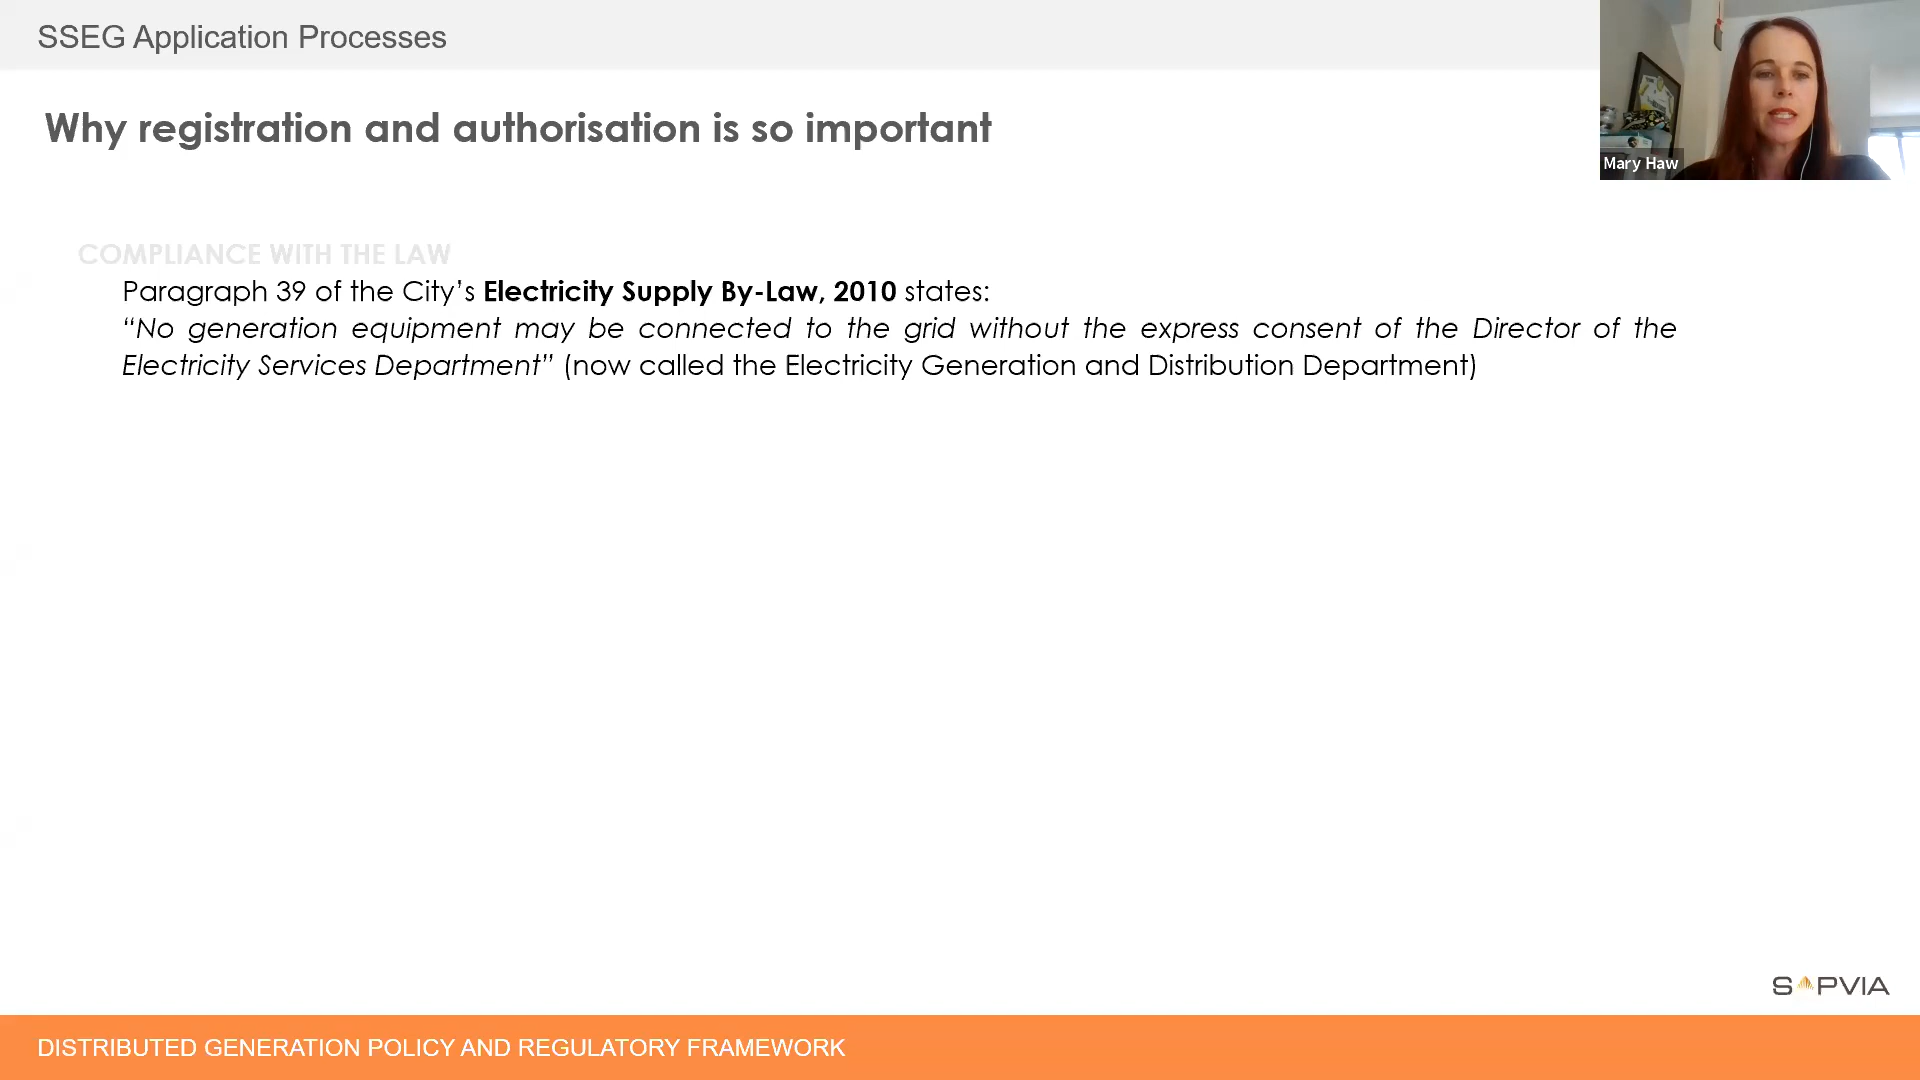 SSEG Application Processes
Why registration and authorisation is so important
Mary Haw
COMPLIANCE WITH THE LAW
Paragraph 39 of the City’s Electricity Supply By-Law, 2010 states:
“No generation equipment may be connected to the grid without the express consent of the Director of the
Electricity Services Department” (now called the Electricity Generation and Distribution Department)
SAPVIA
DISTRIBUTED GENERATION POLICY AND REGULATORY FRAMEWORK